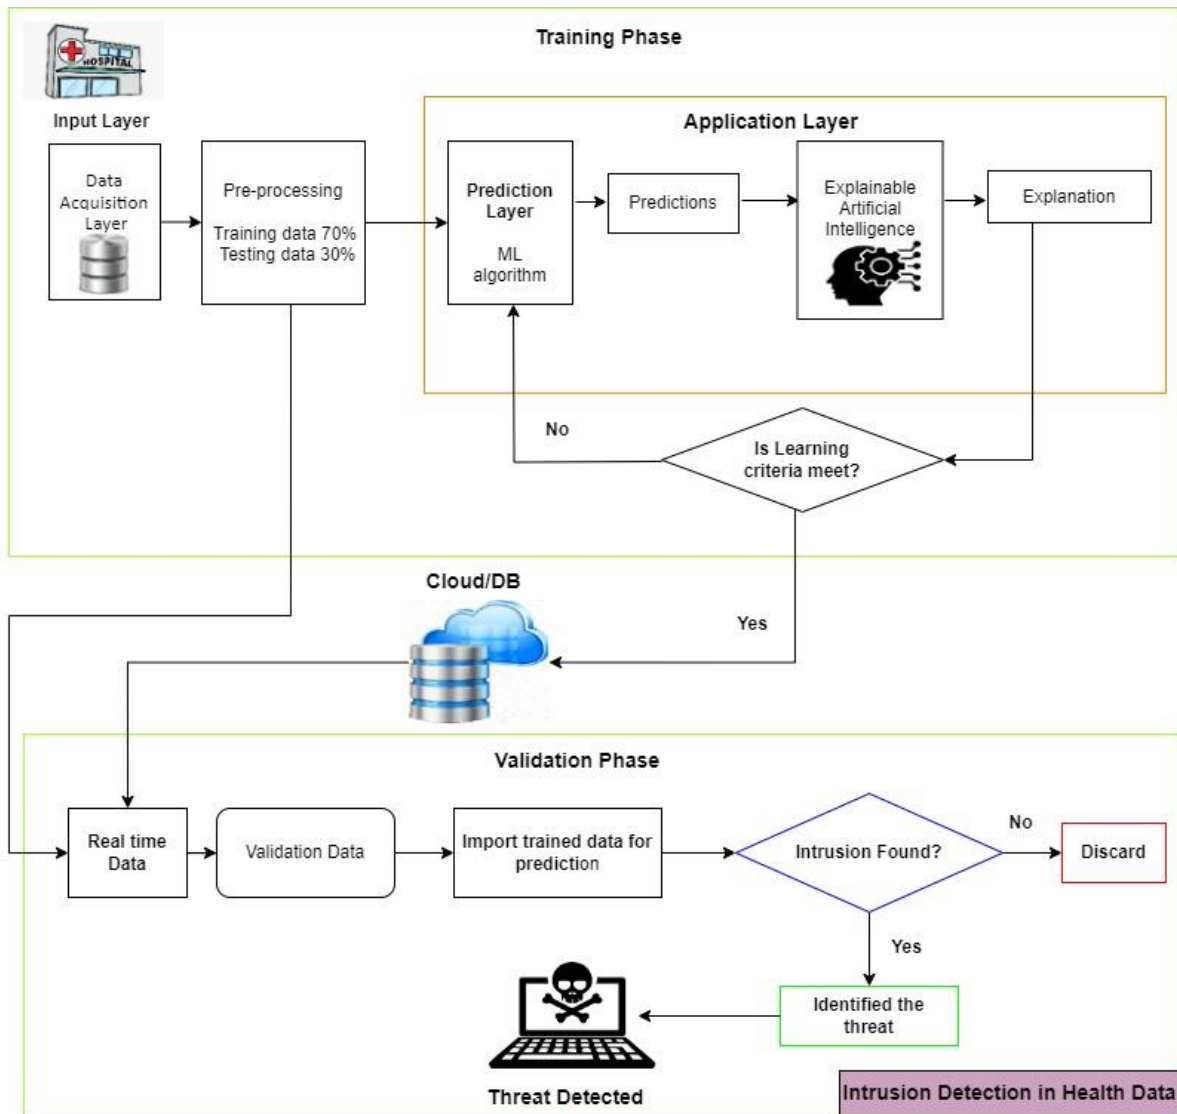 Training Phase
HOSPITAL
Input Layer
Application Layer
Data
Acquisition
Layer
Pre-processing
Training data 70%
Testing data 30%
Prediction
Layer
ML
algorithm
Predictions
Explainable
Artificial
Intelligence
Explanation
No
Is Learning
criteria meet?
Cloud/DB
Yes
Validation Phase
Real time
Data
Validation Data
Import trained data for
prediction
Intrusion Found?
No
Discard
Yes
Identified the
threat
Threat Detected
Intrusion Detection in Health Data